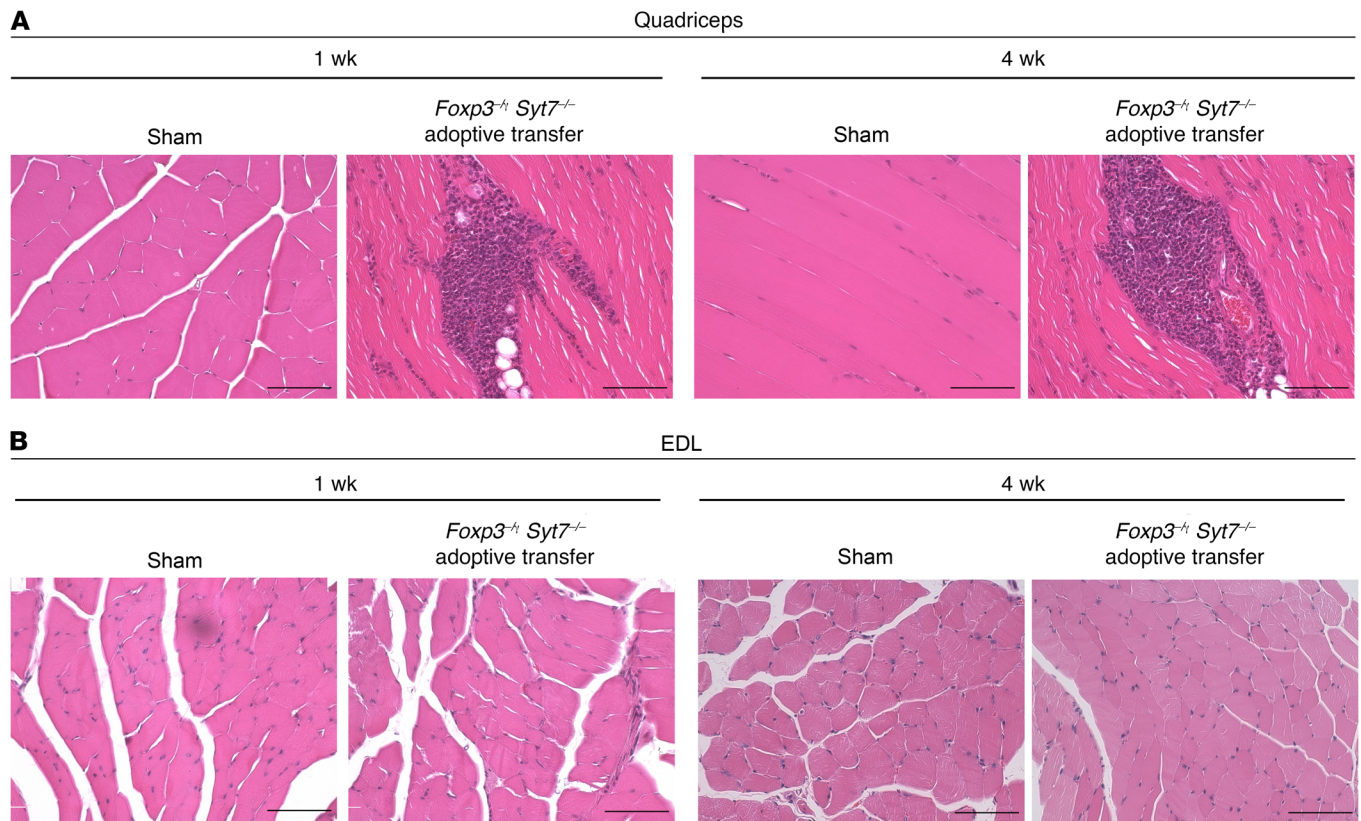 A
Quadriceps
1 wk
4 wk
Sham
Foxp3⁻/ʏ Syt7⁻/⁻
adoptive transfer
Sham
Foxp3⁻/ʏ Syt7⁻/⁻
adoptive transfer
B
EDL
1 wk
4 wk
Sham
Foxp3⁻/ʏ Syt7⁻/⁻
adoptive transfer
Sham
Foxp3⁻/ʏ Syt7⁻/⁻
adoptive transfer